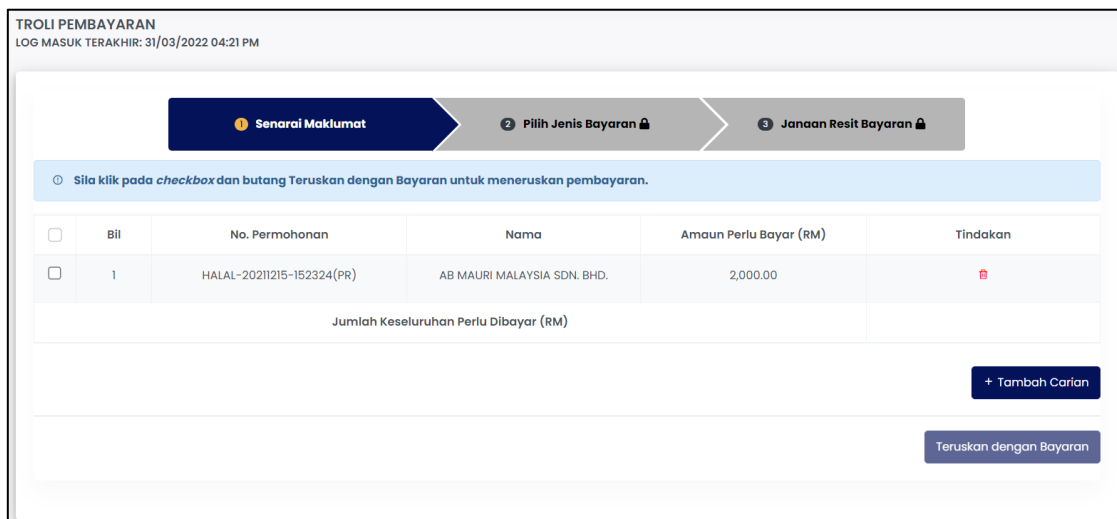 TROLI PEMBAYARAN
LOG MASUK TERAKHIR: 31/03/2022 04:21 PM
1 Senarai Maklumat 2 Pilih Jenis Bayaran 3 Janaan Resit Bayaran
Sila klik pada checkbox dan butang Teruskan dengan Bayaran untuk meneruskan pembayaran.
Bil No. Permohonan Nama Amaun Perlu Bayar (RM) Tindakan
1 HALAL-20211215-152324(PR) AB MAURI MALAYSIA SDN. BHD. 2,000.00
Jumlah Keseluruhan Perlu Dibayar (RM)
+ Tambah Carian
Teruskan dengan Bayaran